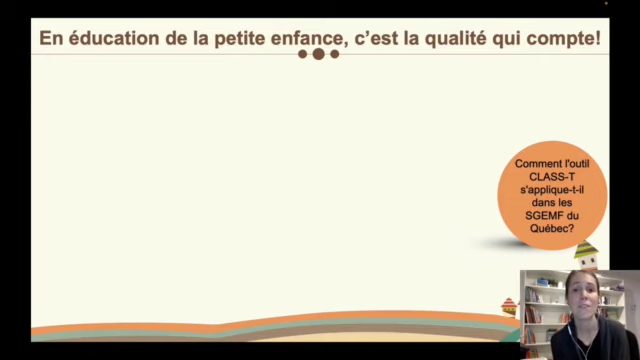 En éducation de la petite enfance, c'est la qualité qui compte!
Comment l'outil
CLASS-T
s'applique-t-il
dans les
SGEMF du
Québec?